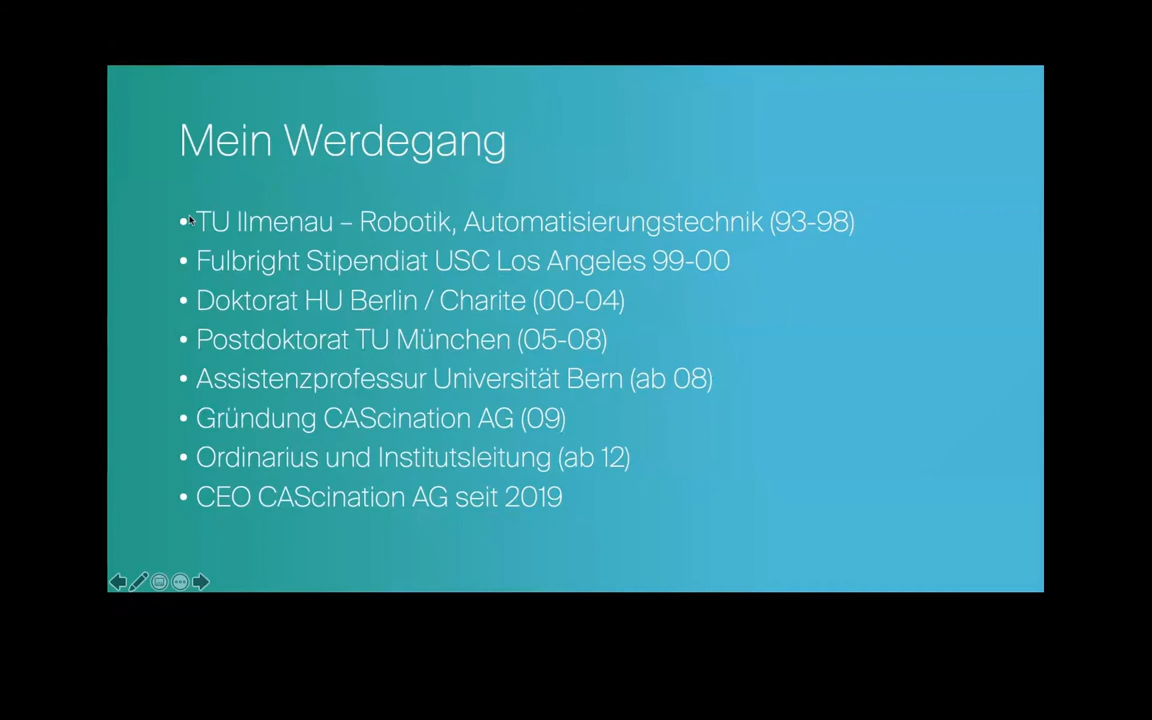 Mein Werdegang
• TU Ilmenau – Robotik, Automatisierungstechnik (93-98)
• Fulbright Stipendiat USC Los Angeles 99-00
• Doktorat HU Berlin / Charite (00-04)
• Postdoktorat TU München (05-08)
• Assistenzprofessur Universität Bern (ab 08)
• Gründung CAScination AG (09)
• Ordinarius und Institutsleitung (ab 12)
• CEO CAScination AG seit 2019